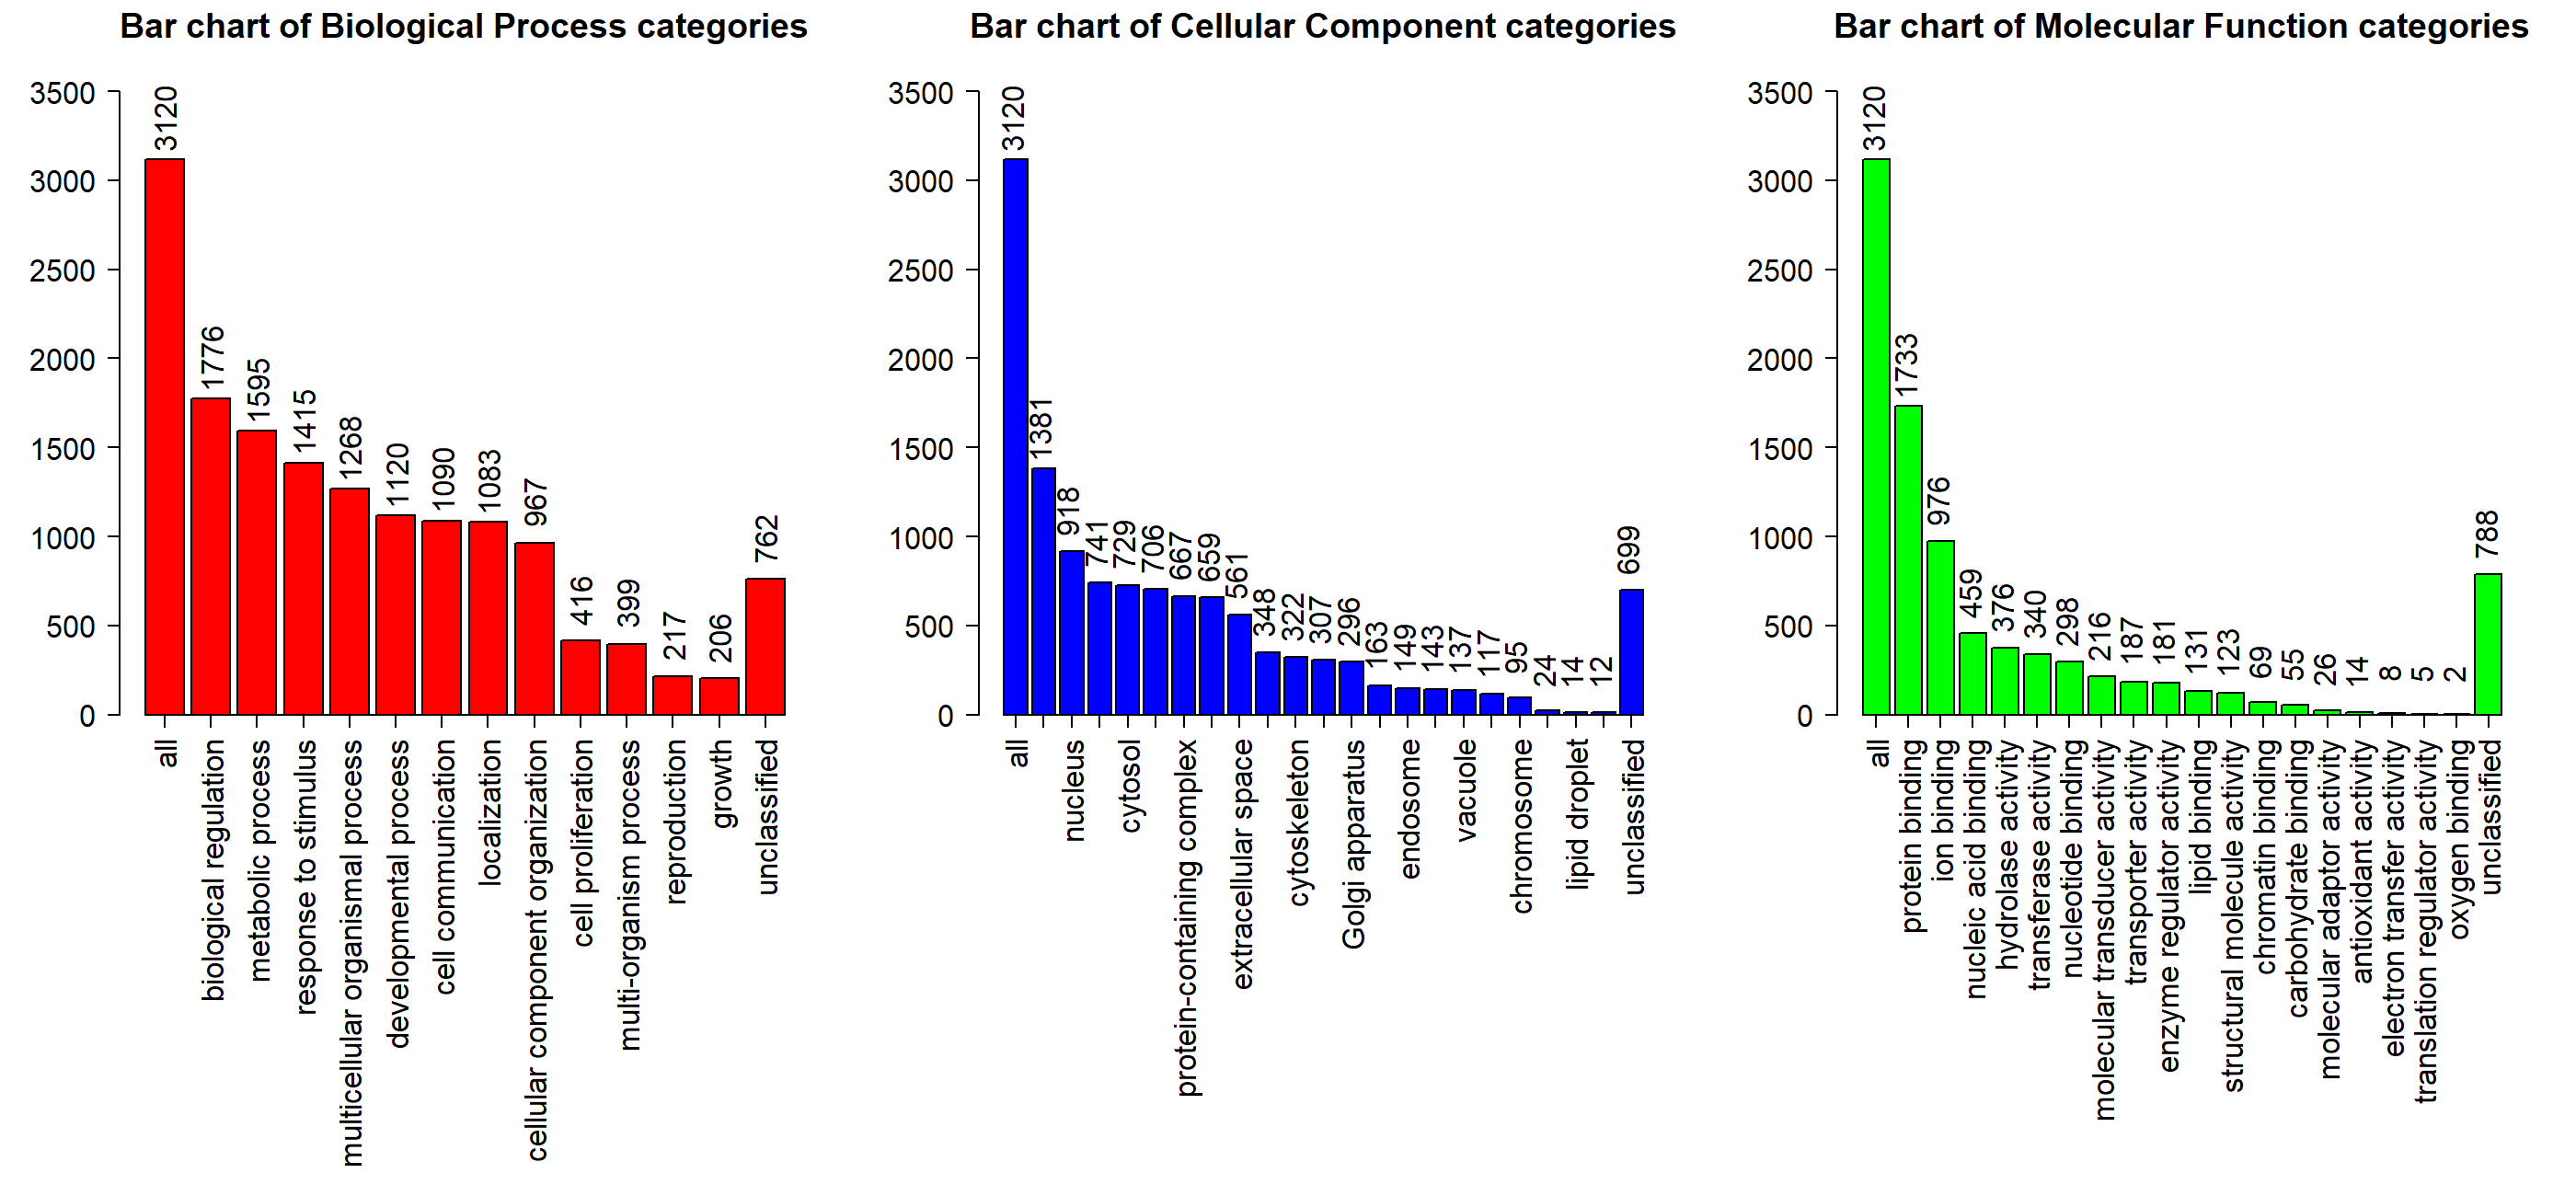 Bar chart of Biological Process categories
3500
3000
2500
2000
1500
1000
500
0
3120
1776
1595
1415
1268
1120
1090
1083
967
416
399
217
206
762
all
biological regulation
metabolic process
response to stimulus
multicellular organismal process
developmental process
cell communication
localization
cellular component organization
cell proliferation
multi-organism process
reproduction
growth
unclassified
Bar chart of Cellular Component categories
3500
3000
2500
2000
1500
1000
500
0
3120
1381
918
741
729
706
667
659
561
348
322
307
296
163
149
143
137
117
95
24
14
12
699
all
nucleus
cytosol
protein-containing complex
extracellular space
cytoskeleton
Golgi apparatus
endosome
vacuole
chromosome
lipid droplet
unclassified
Bar chart of Molecular Function categories
3500
3000
2500
2000
1500
1000
500
0
3120
1733
976
459
376
340
298
216
187
181
131
123
69
55
26
14
8
5
2
788
all
protein binding
ion binding
nucleic acid binding
hydrolase activity
transferase activity
nucleotide binding
molecular transducer activity
transporter activity
enzyme regulator activity
lipid binding
structural molecule activity
chromatin binding
carbohydrate binding
molecular adaptor activity
antioxidant activity
electron transfer activity
translation regulator activity
oxygen binding
unclassified